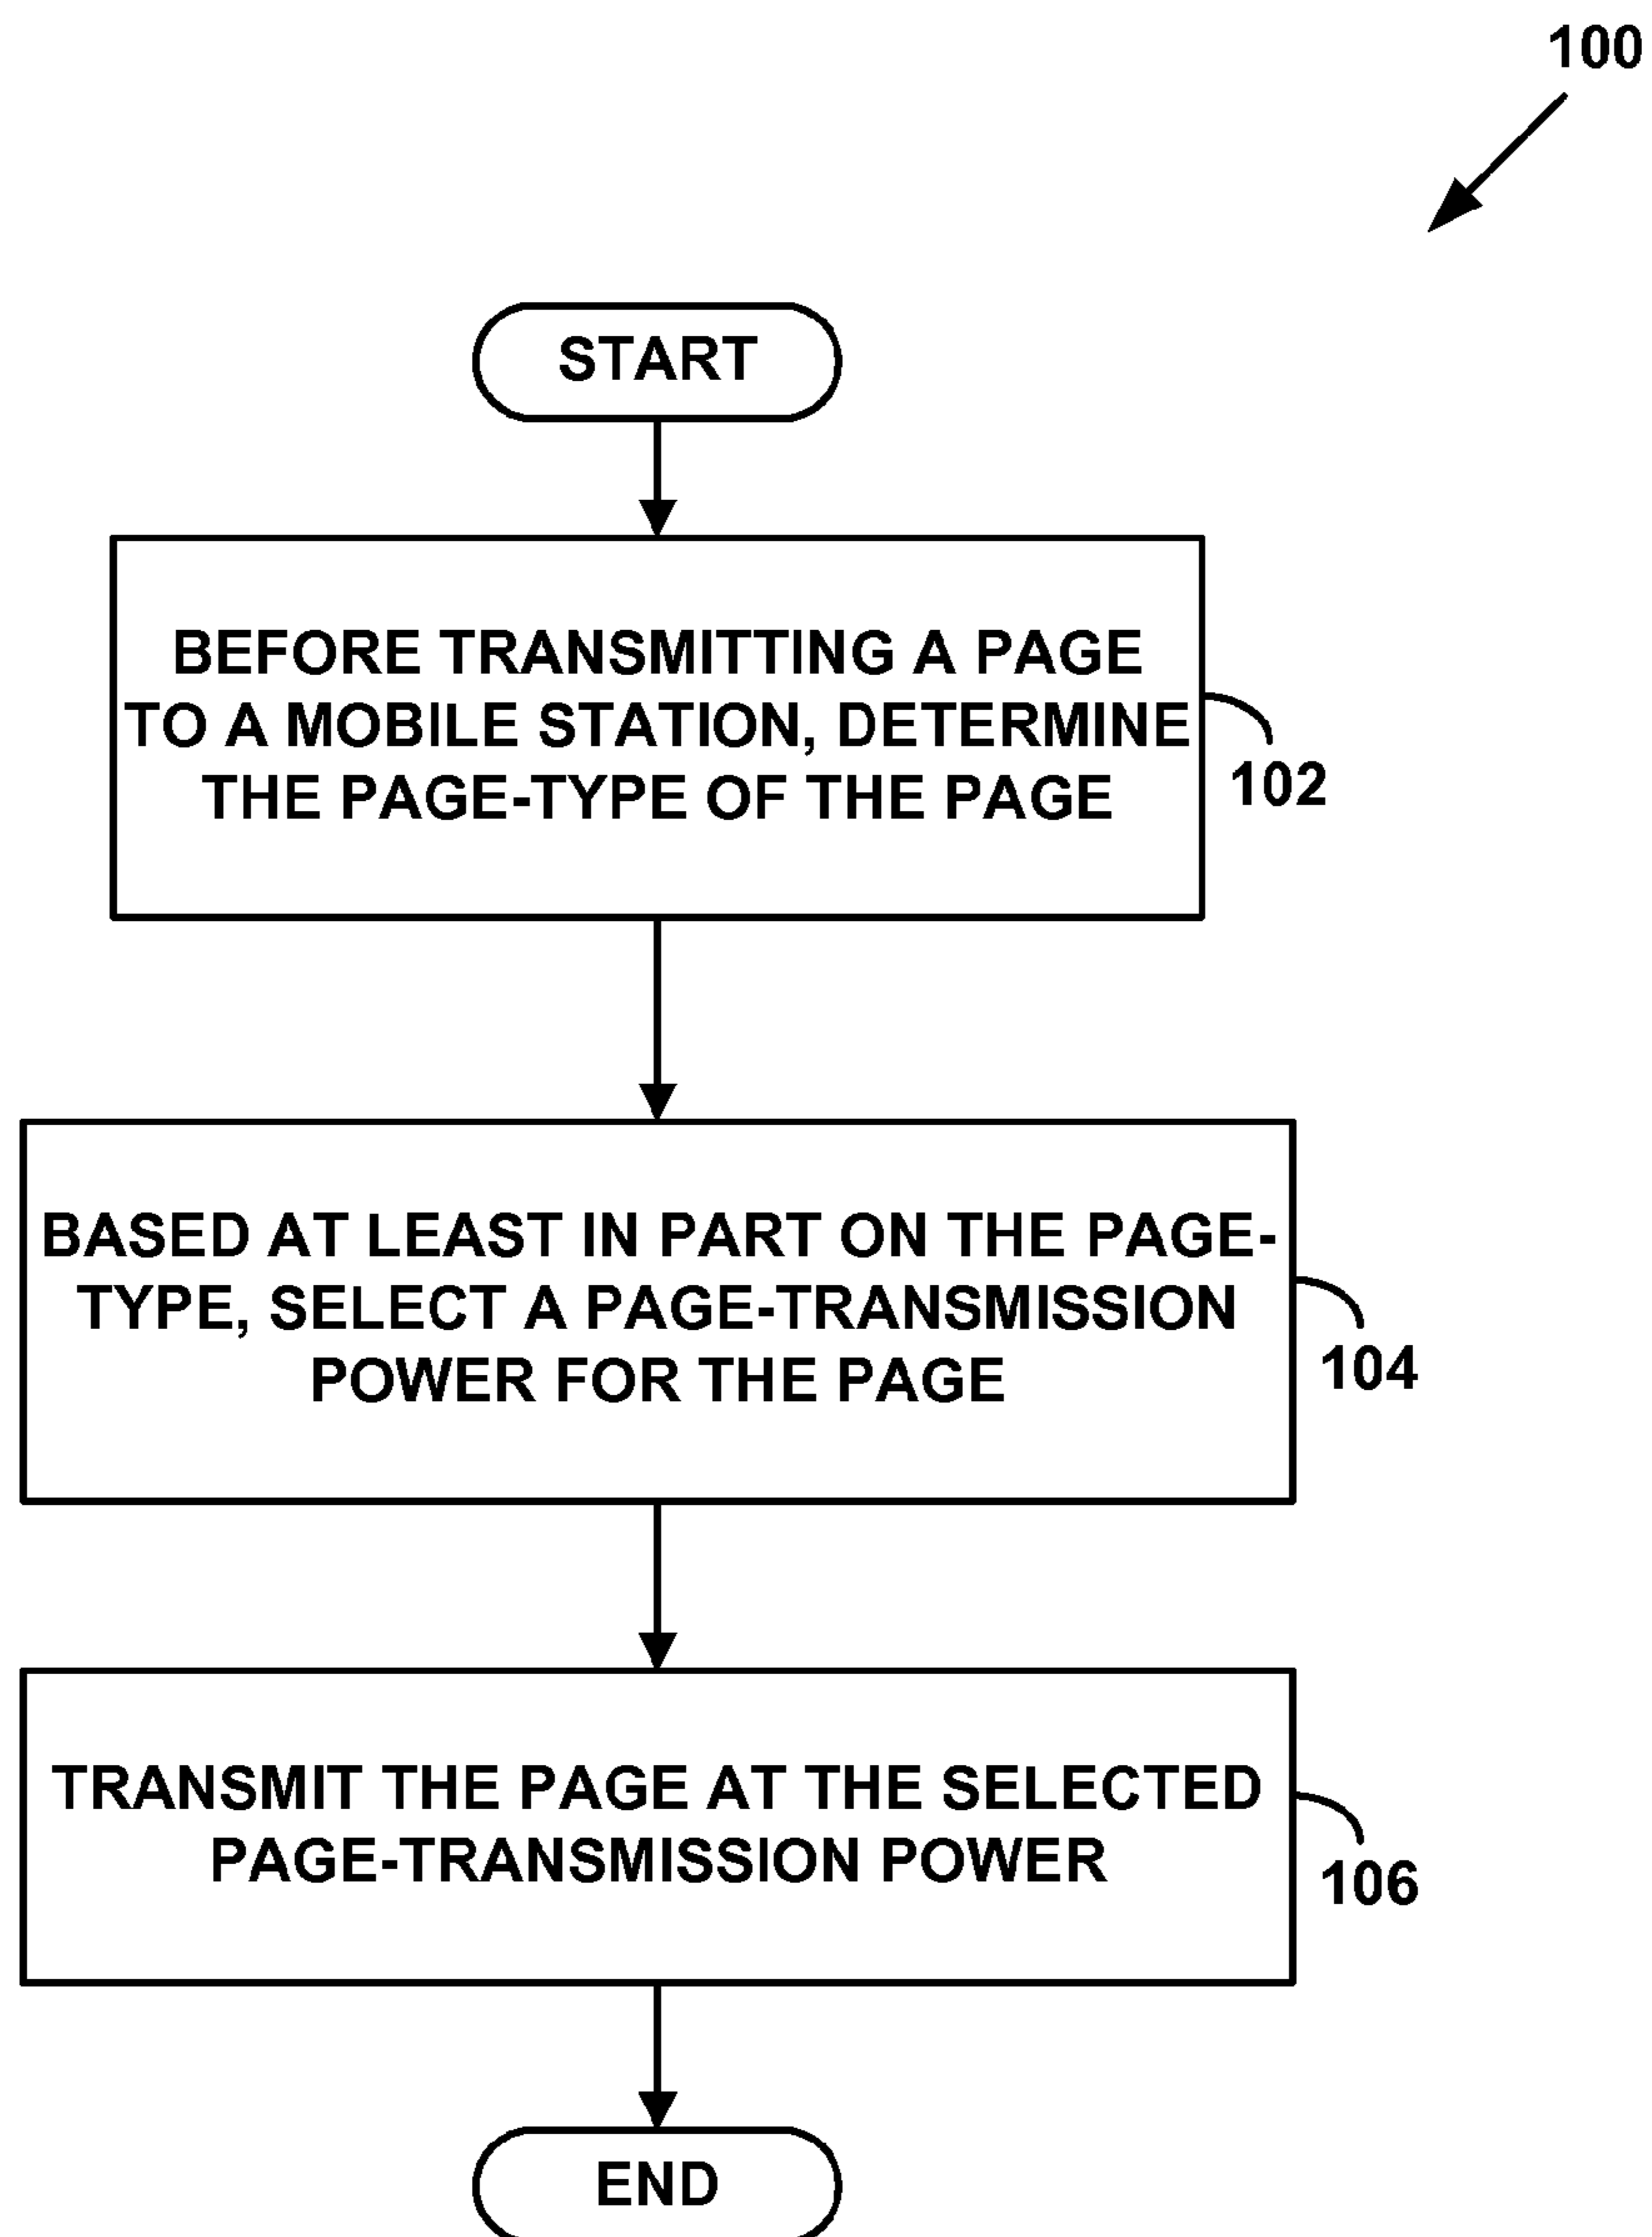 100
START
BEFORE TRANSMITTING A PAGE
TO A MOBILE STATION, DETERMINE
THE PAGE-TYPE OF THE PAGE
102
BASED AT LEAST IN PART ON THE PAGE-
TYPE, SELECT A PAGE-TRANSMISSION
POWER FOR THE PAGE
104
TRANSMIT THE PAGE AT THE SELECTED
PAGE-TRANSMISSION POWER
106
END